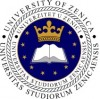 UNIVERSITY OF ZENICA
UNIVERZITET U ZENICI
UNIVERSITAS STUDIORUM ZENICAENSIS